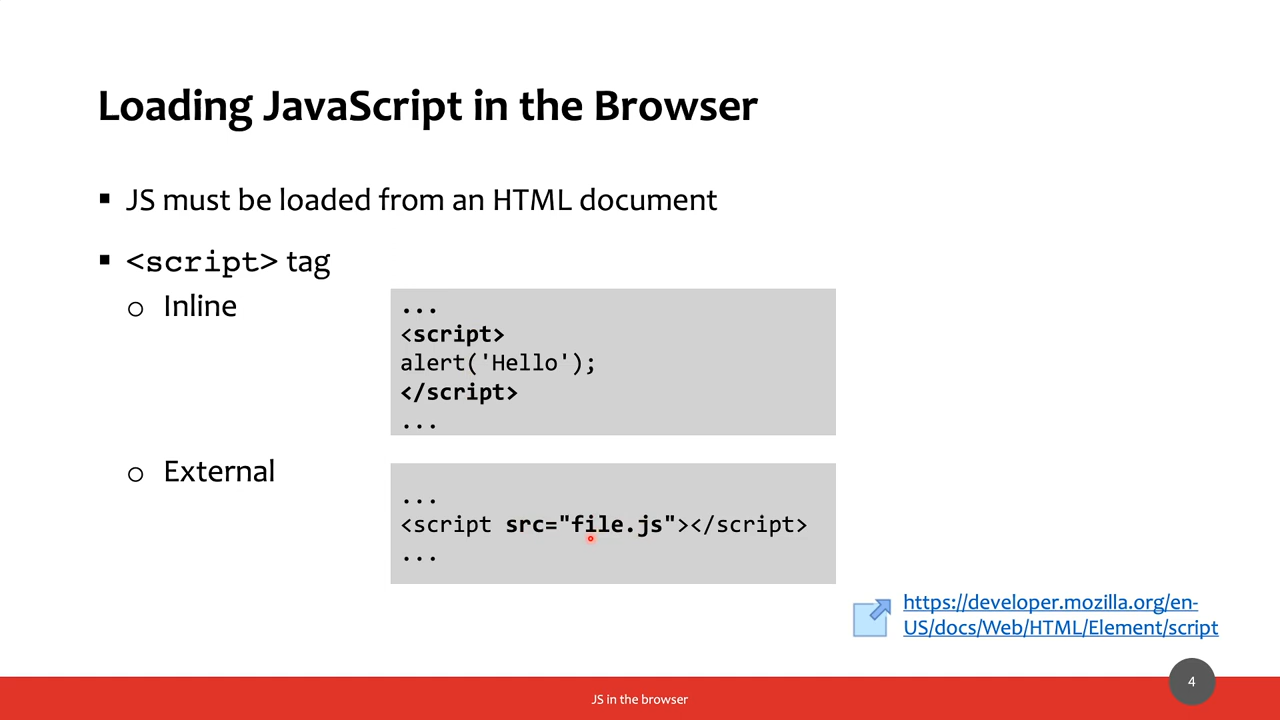 Loading JavaScript in the Browser
▪ JS must be loaded from an HTML document
▪ <script> tag
o Inline
...
<script>
alert('Hello');
</script>
...
o External
...
<script src="file.js"></script>
...
https://developer.mozilla.org/en-
US/docs/Web/HTML/Element/script
JS in the browser
4